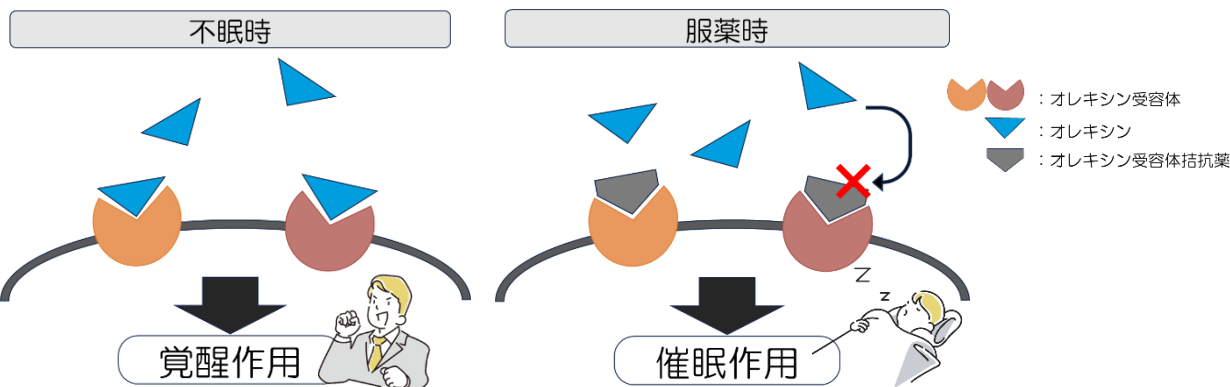 不眠時
服薬時
：オレキシン受容体
：オレキシン
：オレキシン受容体拮抗薬
z
z
覚醒作用
催眠作用